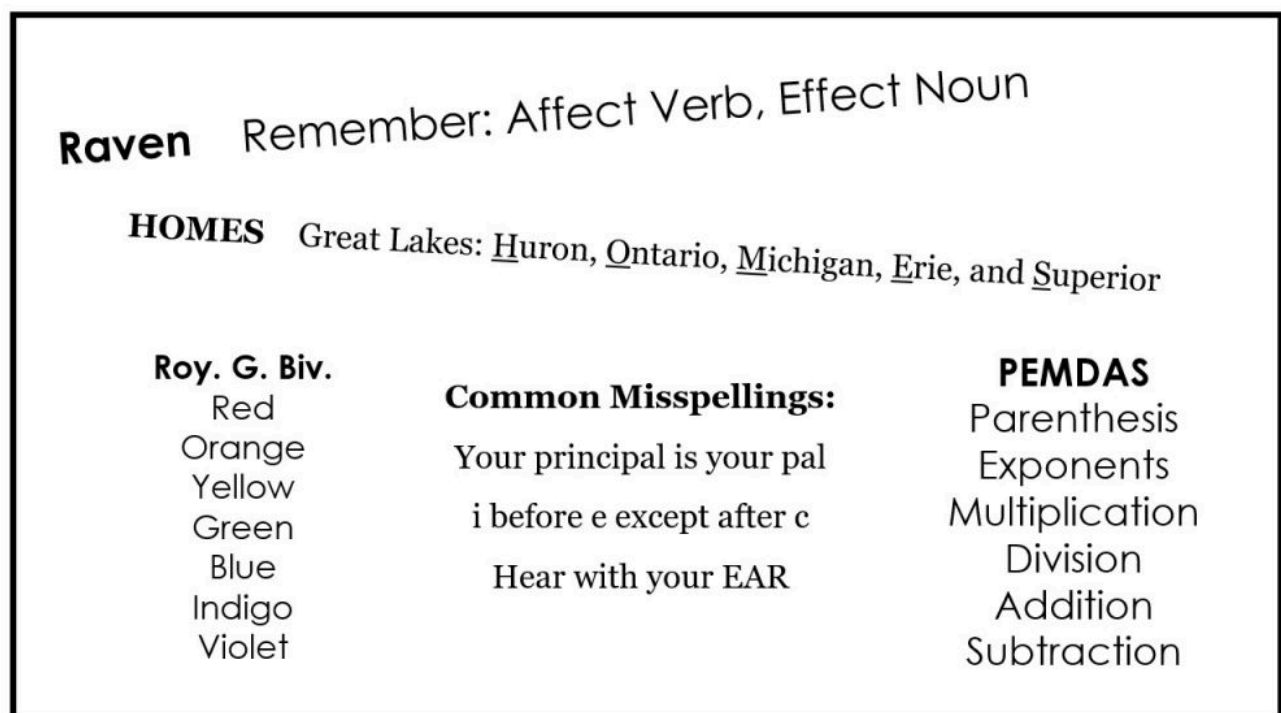 Raven Remember: Affect Verb, Effect Noun
HOMES Great Lakes: Huron, Ontario, Michigan, Erie, and Superior
Roy. G. Biv.
Red
Orange
Yellow
Green
Blue
Indigo
Violet
Common Misspellings:
Your principal is your pal
i before e except after c
Hear with your EAR
PEMDAS
Parenthesis
Exponents
Multiplication
Division
Addition
Subtraction